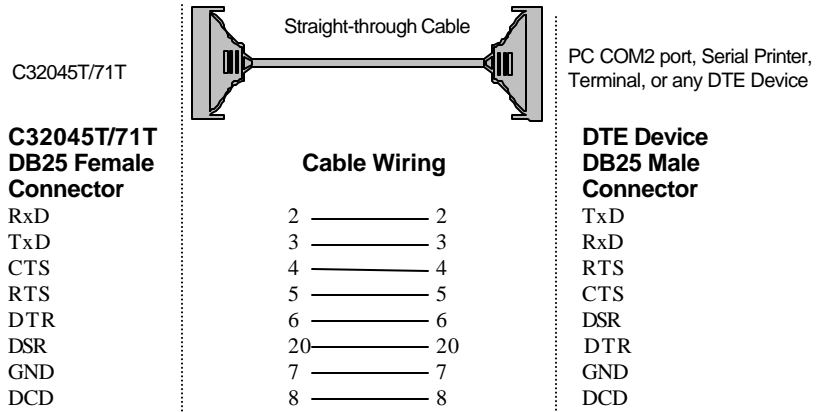 Straight-through Cable
C32045T/71T
PC COM2 port, Serial Printer,
Terminal, or any DTE Device
C32045T/71T
DB25 Female
Connector
Cable Wiring
DTE Device
DB25 Male
Connector
RxD 2 2 TxD
TxD 3 3 RxD
CTS 4 4 RTS
RTS 5 5 CTS
DTR 6 6 DSR
DSR 20 20 DTR
GND 7 7 GND
DCD 8 8 DCD